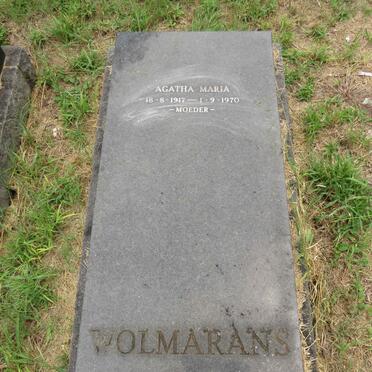 AGATHA MARIA
18-8-1917 — 1-9-1970
– MOEDER –
WOLMARANS